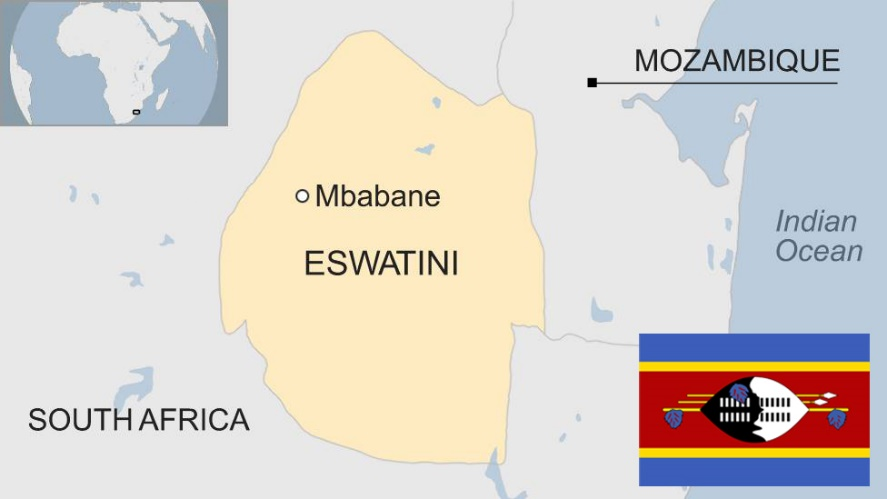 MOZAMBIQUE
Mbabane
Indian
Ocean
ESWATINI
SOUTH AFRICA